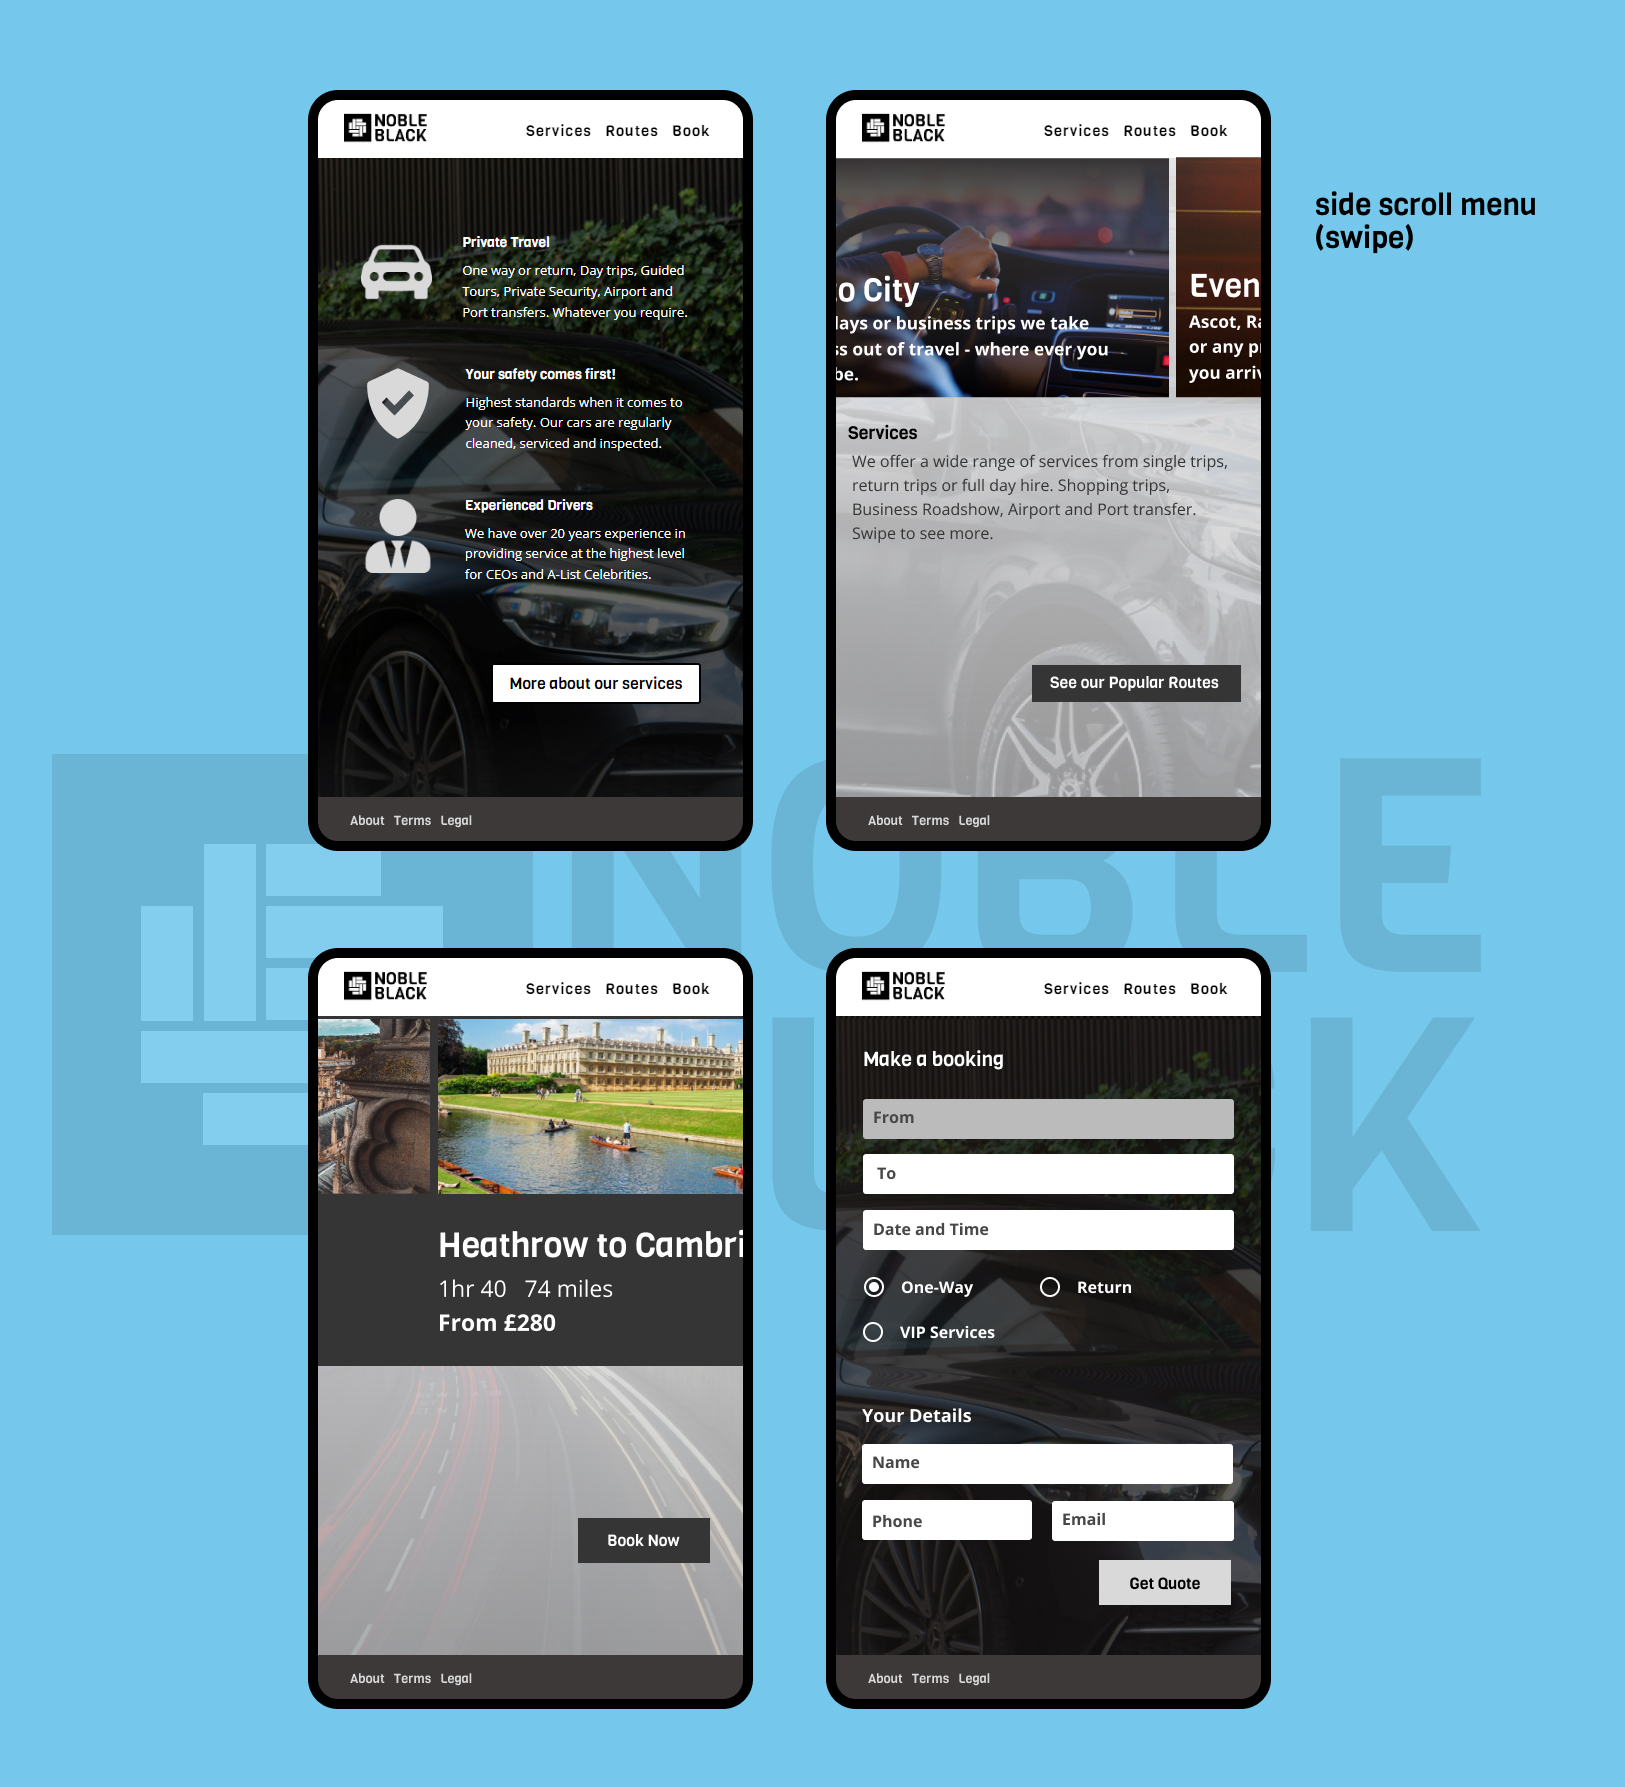 NOBLE
BLACK
Services Routes Book
Private Travel
One way or return, Day trips, Guided
Tours, Private Security, Airport and
Port transfers. Whatever you require.
Your safety comes first!
Highest standards when it comes to
your safety. Our cars are regularly
cleaned, serviced and inspected.
Experienced Drivers
We have over 20 years experience in
providing service at the highest level
for CEOs and A-List Celebrities.
More about our services
About Terms Legal
NOBLE
BLACK
Services Routes Book
to City
days or business trips we take
ss out of travel - where ever you
be.
Even
Ascot, Ra
or any p
you arriv
Services
We offer a wide range of services from single trips,
return trips or full day hire. Shopping trips,
Business Roadshow, Airport and Port transfer.
Swipe to see more.
See our Popular Routes
About Terms Legal
side scroll menu
(swipe)
NOBLE
NOBLE
BLACK
Services Routes Book
Heathrow to Cambri
1hr 40 74 miles
From £280
Book Now
About Terms Legal
NOBLE
BLACK
Services Routes Book
Make a booking
From
To
Date and Time
One-Way Return
VIP Services
Your Details
Name
Phone Email
Get Quote
About Terms Legal